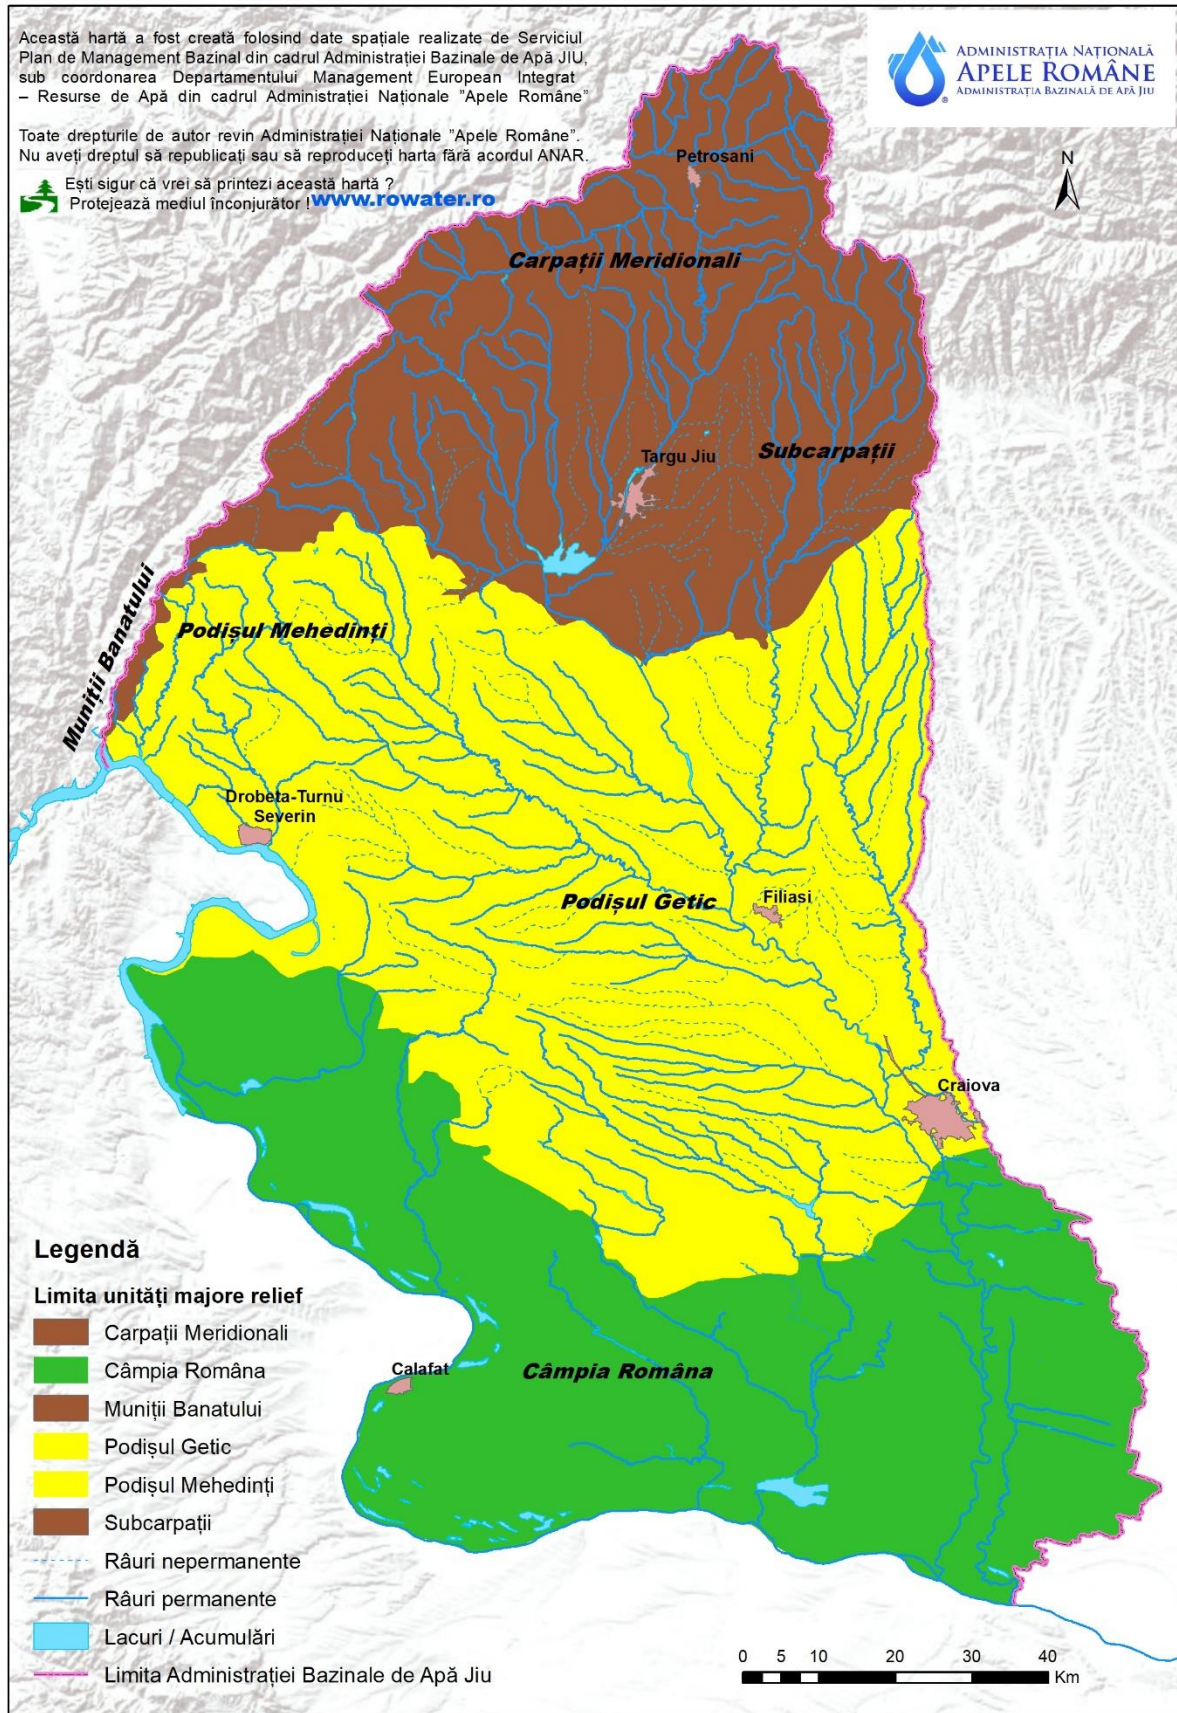 Această hartă a fost creată folosind date spațiale realizate de Serviciul
Plan de Management Bazinal din cadrul Administrației Bazinale de Apă JIU,
sub coordonarea Departamentului Management European Integrat
– Resurse de Apă din cadrul Administrației Naționale ”Apele Române”
Toate drepturile de autor revin Administrației Naționale ”Apele Române”.
Nu aveți dreptul să republicați sau să reproduceți harta fără acordul ANAR.
Ești sigur că vrei să printezi această hartă ?
Protejează mediul înconjurător ! www.rowater.ro
ADMINISTRAȚIA NAȚIONALĂ
APELE ROMÂNE
ADMINISTRAȚIA BAZINALĂ DE APĂ JIU
®
N
Petrosani
Carpații Meridionali
Subcarpații
Targu Jiu
Muniții Banatului
Podișul Mehedinți
Drobeta-Turnu
Severin
Podișul Getic
Filiasi
Craiova
Calafat
Câmpia Româna
Legendă
Limita unități majore relief
Carpații Meridionali
Câmpia Româna
Muniții Banatului
Podișul Getic
Podișul Mehedinți
Subcarpații
Râuri nepermanente
Râuri permanente
Lacuri / Acumulări
Limita Administrației Bazinale de Apă Jiu
0 5 10 20 30 40
Km